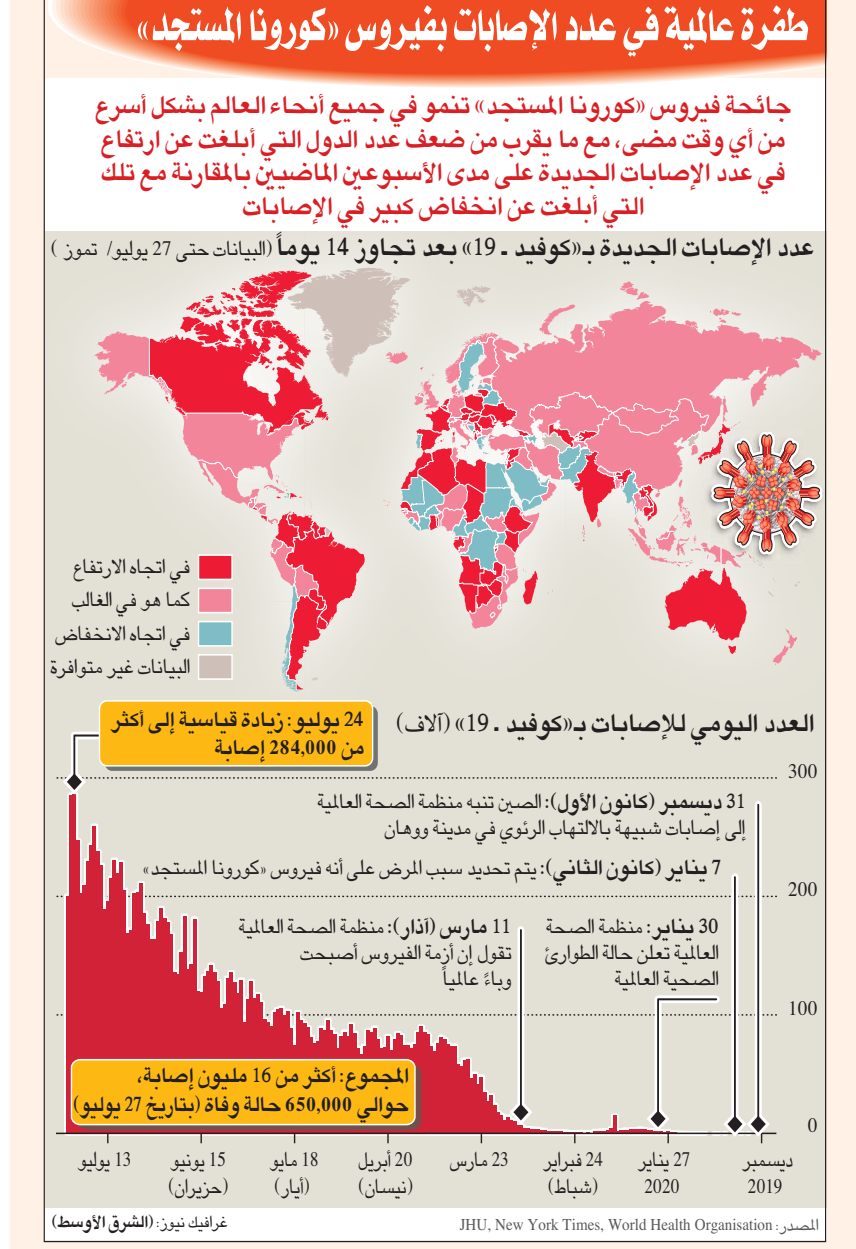 طفرة عالمية في عدد الإصابات بفيروس «كورونا المستجد»
جائحة فيروس «كورونا المستجد» تنمو في جميع أنحاء العالم بشكل أسرع
من أي وقت مضى، مع ما يقرب من ضعف عدد الدول التي أبلغت عن ارتفاع
في عدد الإصابات الجديدة على مدى الأسبوعين الماضيين بالمقارنة مع تلك
التي أبلغت عن انخفاض كبير في الإصابات
عدد الإصابات الجديدة بـ«كوفيد ـ 19» بعد تجاوز 14 يوماً (البيانات حتى 27 يوليو/ تموز )
في اتجاه الارتفاع
كما هو في الغالب
في اتجاه الانخفاض
البيانات غير متوافرة
العدد اليومي للإصابات بـ«كوفيد ـ 19» (آلاف)
24 يوليو: زيادة قياسية إلى أكثر
من 284,000 إصابة
300
31 ديسمبر (كانون الأول): الصين تنبه منظمة الصحة العالمية
إلى إصابات شبيهة بالالتهاب الرئوي في مدينة ووهان
7 يناير (كانون الثاني): يتم تحديد سبب المرض على أنه فيروس «كورونا المستجد»
200
30 يناير: منظمة الصحة
العالمية تعلن حالة الطوارئ
الصحية العالمية
11 مارس (آذار): منظمة الصحة العالمية
تقول إن أزمة الفيروس أصبحت
وباءً عالمياً
100
المجموع: أكثر من 16 مليون إصابة،
حوالي 650,000 حالة وفاة (بتاريخ 27 يوليو)
0
ديسمبر
2019
27 يناير
2020
24 فبراير
(شباط)
23 مارس
20 أبريل
(نيسان)
18 مايو
(أيار)
15 يونيو
(حزيران)
13 يوليو
المصدر: JHU, New York Times, World Health Organisation
غرافيك نيوز: (الشرق الأوسط)